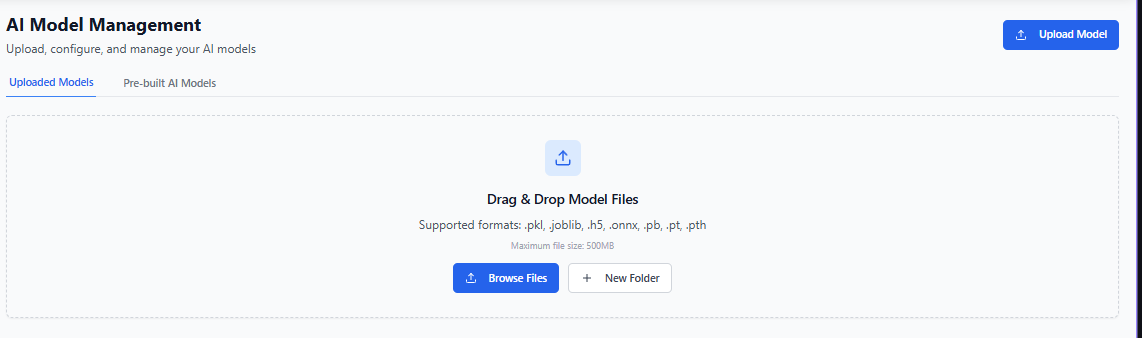 AI Model Management
Upload, configure, and manage your AI models
Upload Model
Uploaded Models
Pre-built AI Models
Drag & Drop Model Files
Supported formats: .pkl, .joblib, .h5, .onnx, .pb, .pt, .pth
Maximum file size: 500MB
Browse Files
New Folder